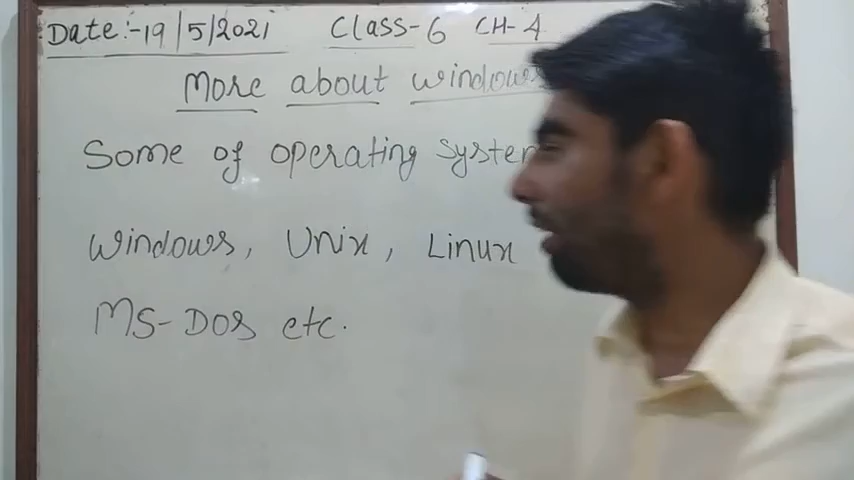 Date:-19/5/2021 Class-6 CH-4
More about windows
Some of operating system
Windows, Unix, Linux
MS-DOS etc.